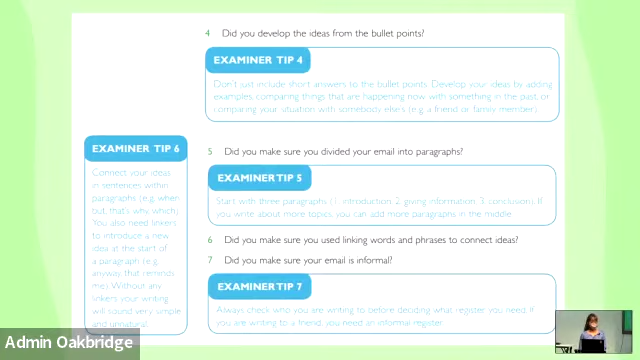 4 Did you develop the ideas from the bullet points?
EXAMINER TIP 4
Don't just include short answers to the bullet points. Develop your ideas by adding
examples, comparing things that are happening now with something in the past, or
comparing your situation with somebody else's (e.g. a friend or family member).
EXAMINER TIP 6
Connect your ideas
in sentences within
paragraphs (e.g. when,
but, that's why, which).
You also need linkers
to introduce a new
idea at the start of
a paragraph (e.g.
anyway, that reminds
me). Without any
linkers your writing
will sound very simple
and unnatural.
5 Did you make sure you divided your email into paragraphs?
EXAMINER TIP 5
Start with three paragraphs (1. introduction, 2. giving information, 3. conclusion). If
you write about more topics, you can add more paragraphs in the middle.
6 Did you make sure you used linking words and phrases to connect ideas?
7 Did you make sure your email is informal?
EXAMINER TIP 7
Always check who you are writing to before deciding what register you need. If
you are writing to a friend, you need an informal register.
Admin Oakbridge